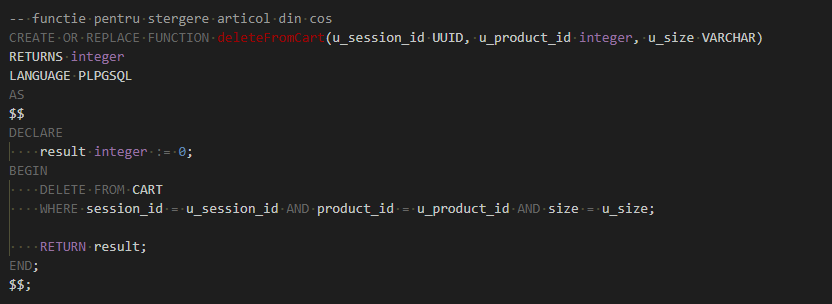 -- functie pentru stergere articol din cos
CREATE OR REPLACE FUNCTION deleteFromCart(u_session_id UUID, u_product_id integer, u_size VARCHAR)
RETURNS integer
LANGUAGE PLPGSQL
AS
$$
DECLARE
    result integer := 0;
BEGIN
    DELETE FROM CART
    WHERE session_id = u_session_id AND product_id = u_product_id AND size = u_size;
    RETURN result;
END;
$$;